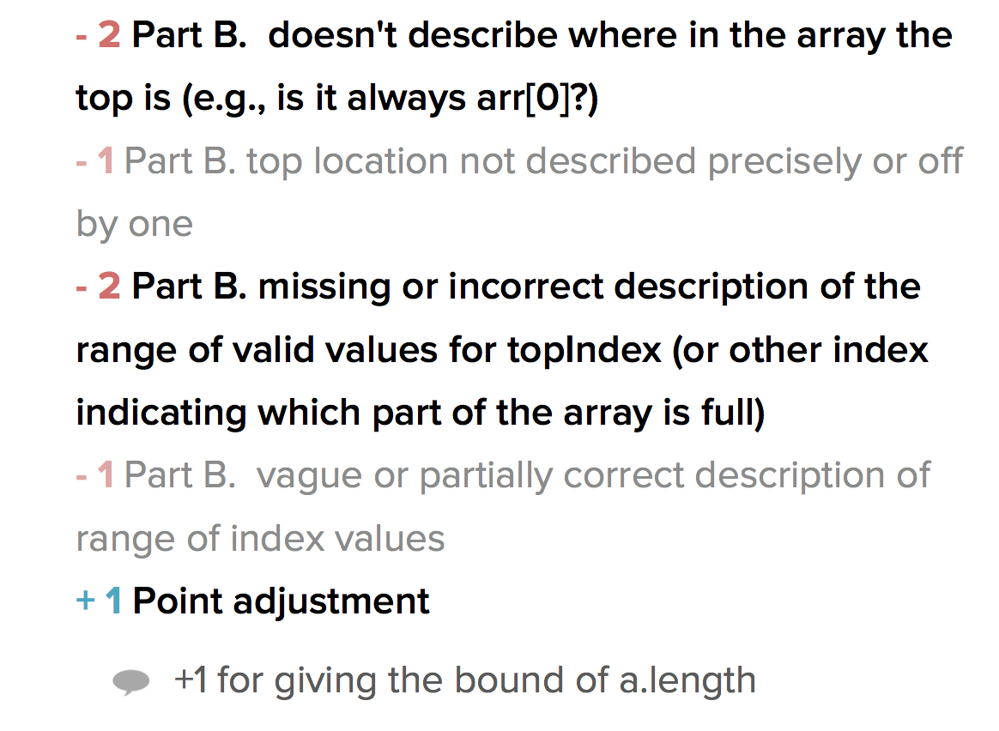 - 2 Part B.  doesn't describe where in the array the
top is (e.g., is it always arr[0]?)
- 1 Part B. top location not described precisely or off
by one
- 2 Part B. missing or incorrect description of the
range of valid values for topIndex (or other index
indicating which part of the array is full)
- 1 Part B.  vague or partially correct description of
range of index values
+ 1 Point adjustment
+1 for giving the bound of a.length